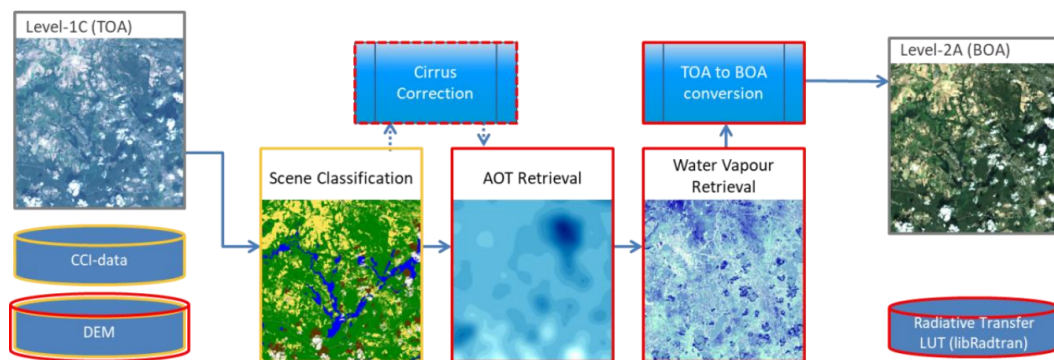 Level-1C (TOA)
Cirrus
Correction
TOA to BOA
conversion
Level-2A (BOA)
Scene Classification
AOT Retrieval
Water Vapour
Retrieval
CCI-data
DEM
Radiative Transfer
LUT (libRadtran)